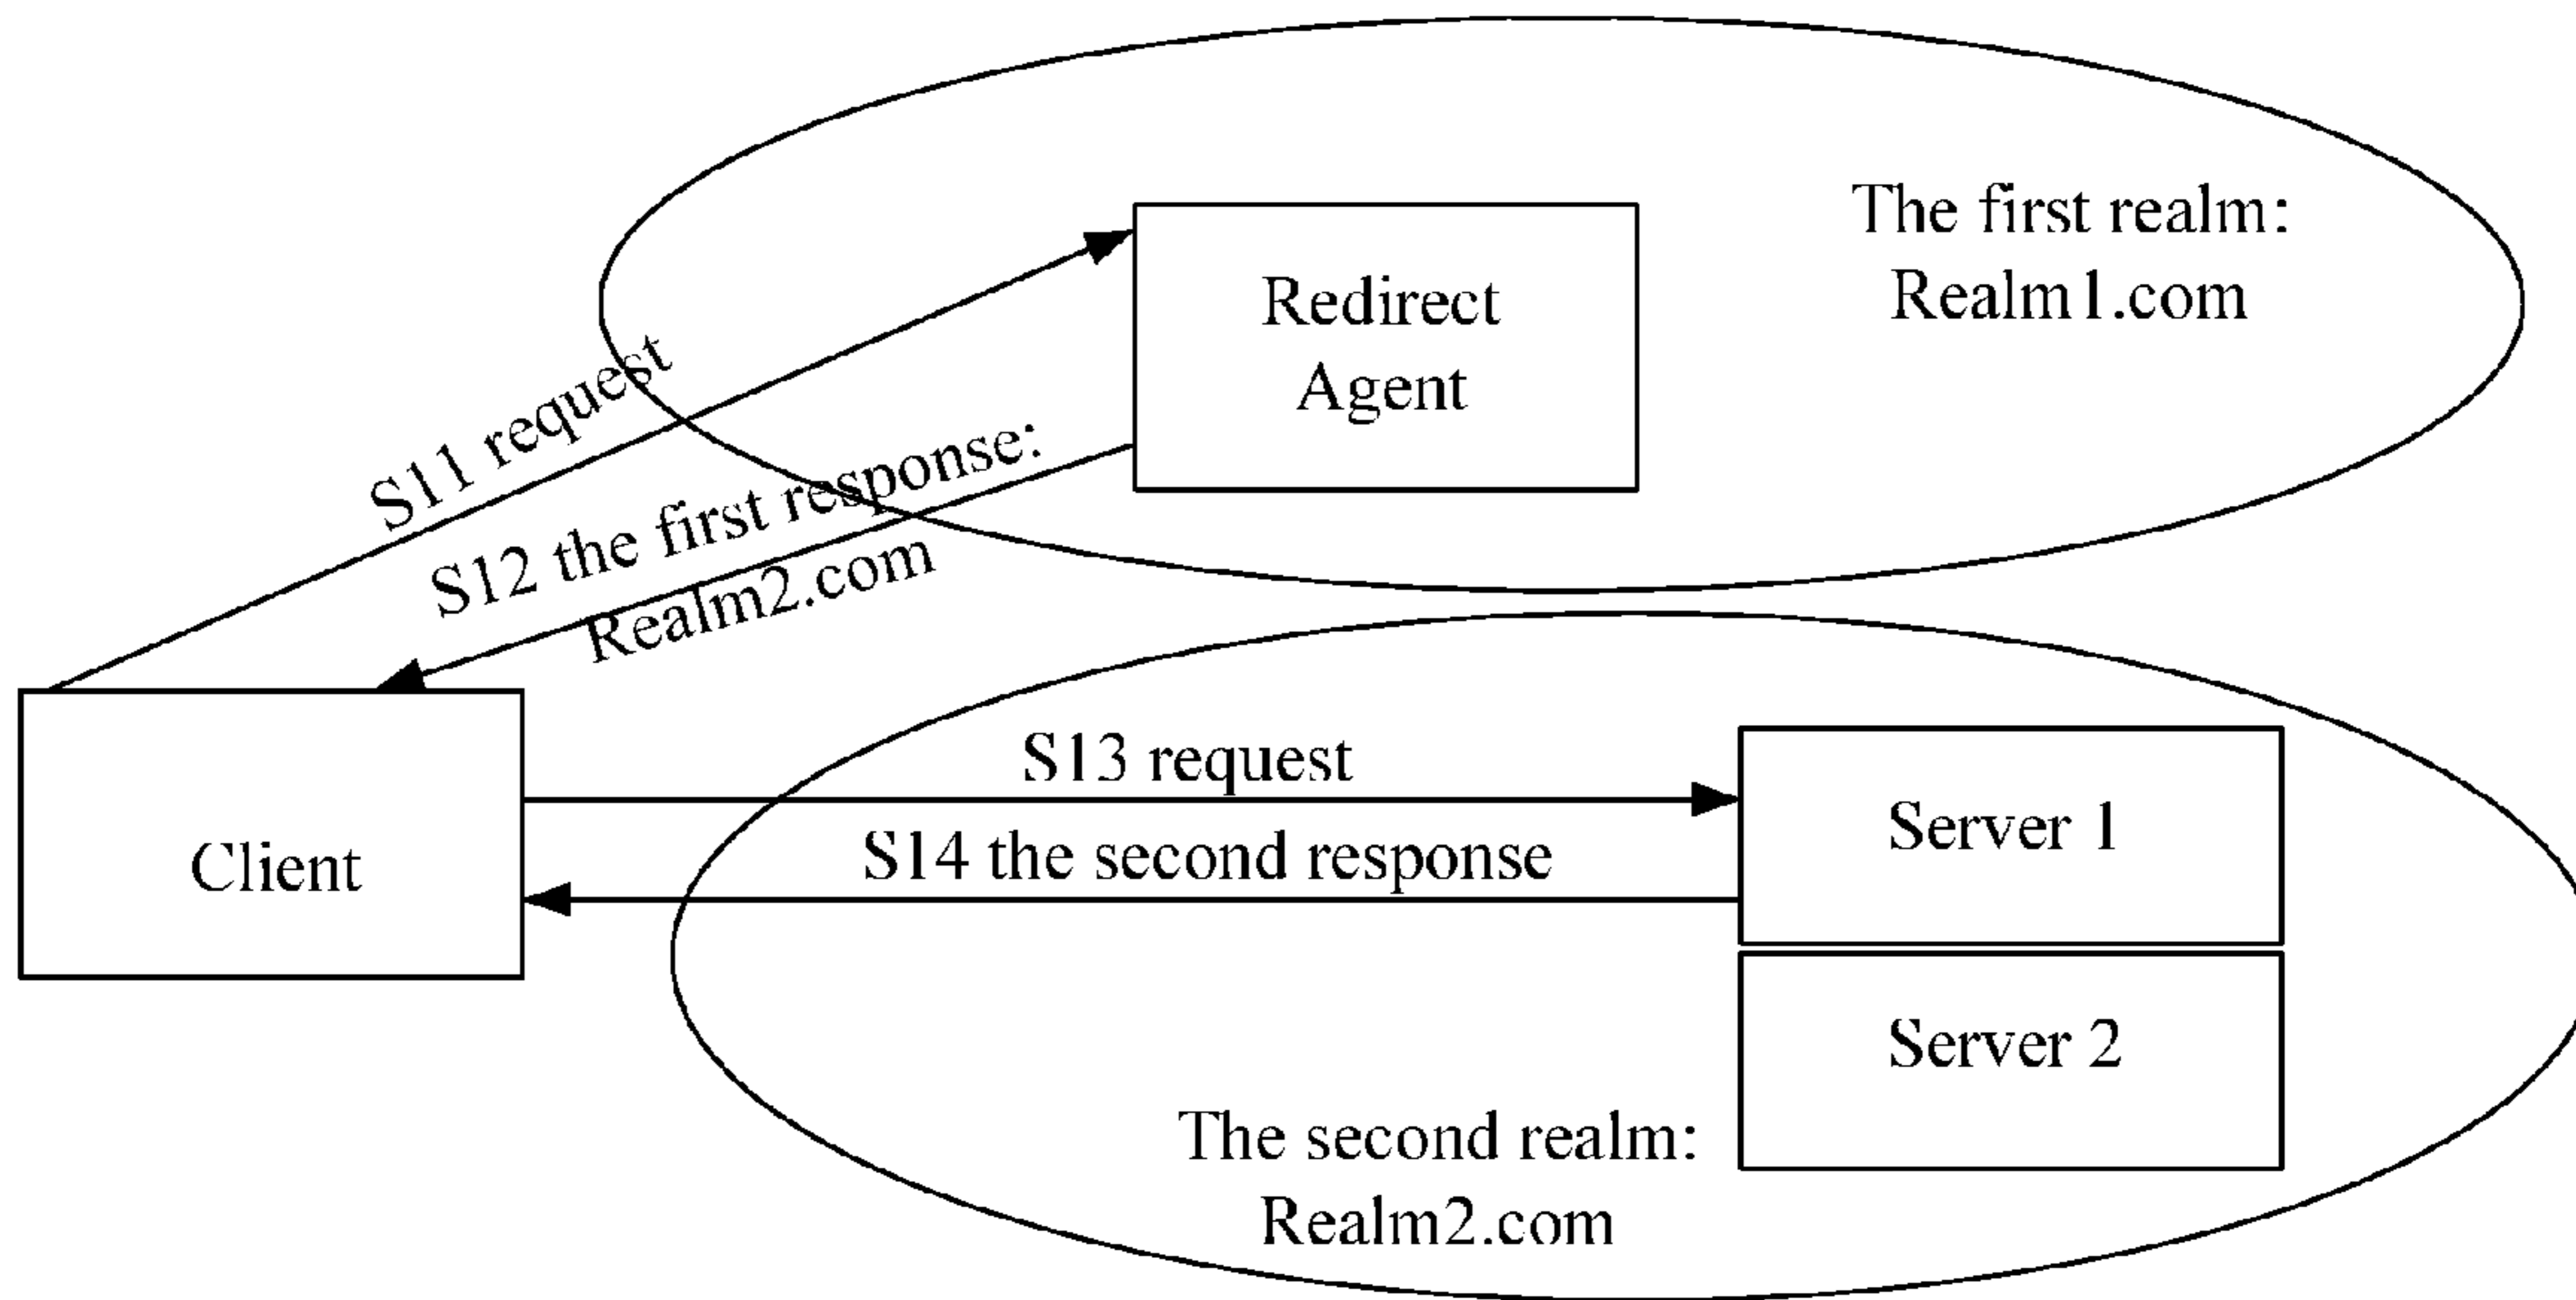 The first realm:
Realm1.com
Redirect
Agent
S11 request
S12 the first response:
Realm2.com
Client
S13 request
S14 the second response
Server 1
Server 2
The second realm:
Realm2.com